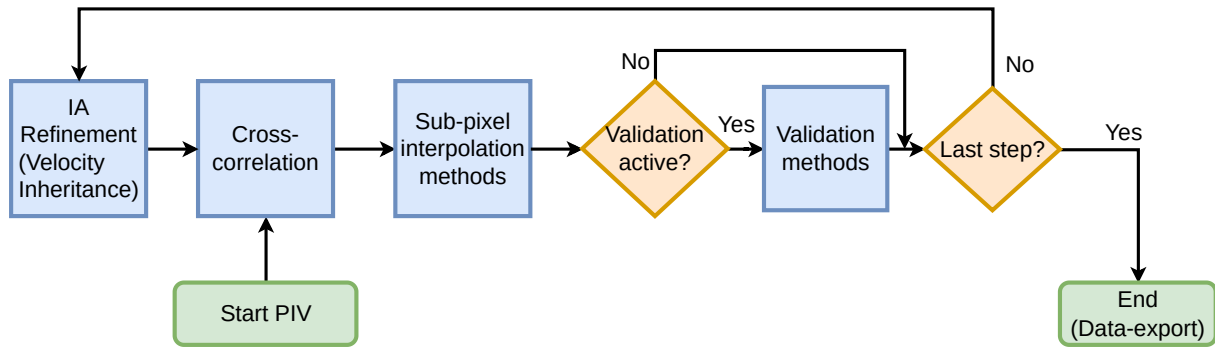 No
No
IA
Refinement
(Velocity
Inheritance)
Cross-
correlation
Sub-pixel
interpolation
methods
Validation
active?
Yes
Validation
methods
Last step?
Yes
Start PIV
End
(Data-export)